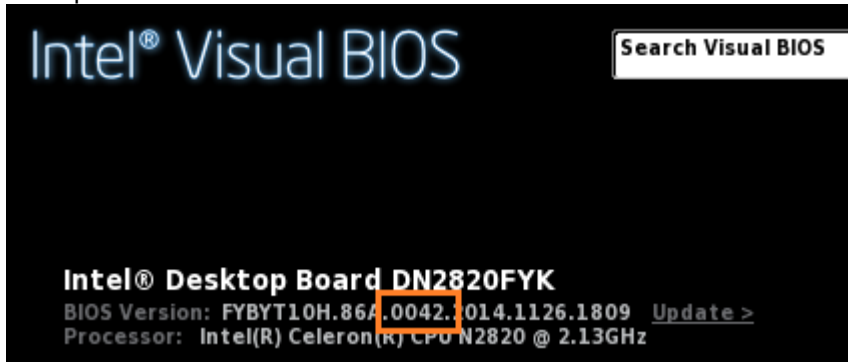 Intel® Visual BIOS
Search Visual BIOS
Intel® Desktop Board DN2820FYK
BIOS Version: FYBYT10H.86A.0042.2014.1126.1809 Update >
Processor: Intel(R) Celeron(R) CPU N2820 @ 2.13GHz